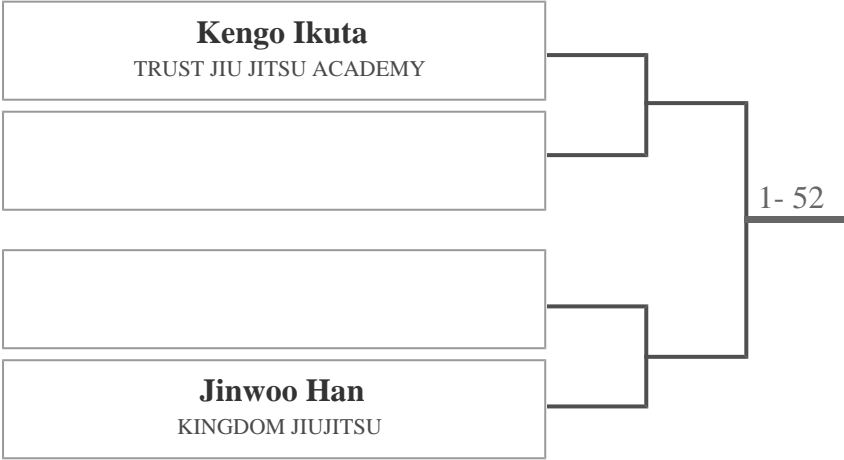 Kengo Ikuta
TRUST JIU JITSU ACADEMY
1- 52
Jinwoo Han
KINGDOM JIUJITSU